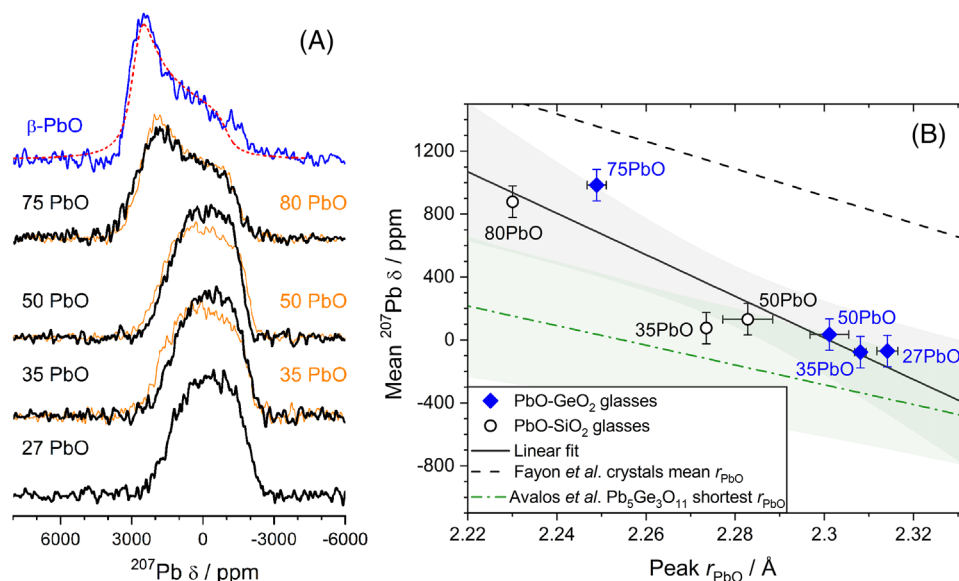 (A)
β-PbO
75 PbO
80 PbO
50 PbO
50 PbO
35 PbO
35 PbO
27 PbO
6000 3000 0 -3000 -6000
²⁰⁷Pb δ / ppm
(B)
Mean ²⁰⁷Pb δ / ppm
1200
800
400
0
-400
-800
75PbO
80PbO
50PbO
35PbO
50PbO
35PbO
27PbO
PbO-GeO₂ glasses
PbO-SiO₂ glasses
Linear fit
Fayon et al. crystals mean r_PbO
Avalos et al. Pb₅Ge₃O₁₁ shortest r_PbO
2.22 2.24 2.26 2.28 2.3 2.32
Peak r_PbO / Å